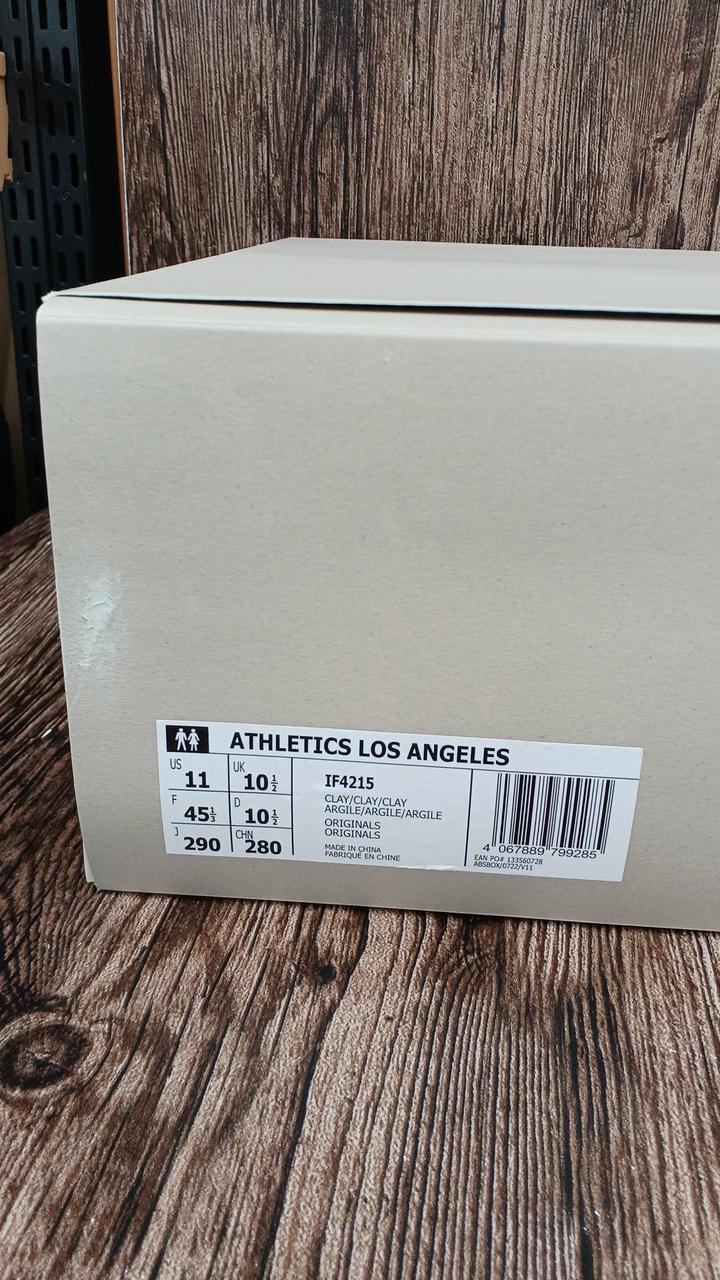 ATHLETICS LOS ANGELES
US 11
UK 10½
F 45⅓
D 10½
J 290
CHN 280
IF4215
CLAY/CLAY/CLAY
ARGILE/ARGILE/ARGILE
ORIGINALS
ORIGINALS
MADE IN CHINA
FABRIQUÉ EN CHINE
4 067889 799285
EAN PO# 133560728
ABSBOX/0722/V11